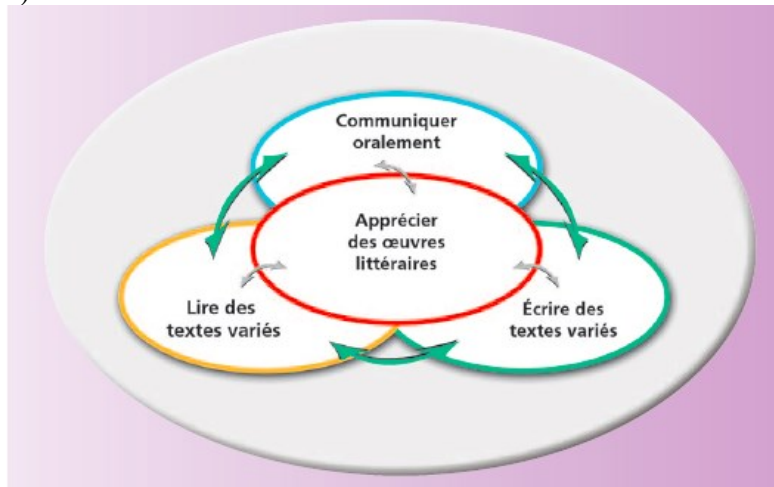 Communiquer
oralement
Apprécier
des œuvres
littéraires
Lire des
textes variés
Écrire des
textes variés